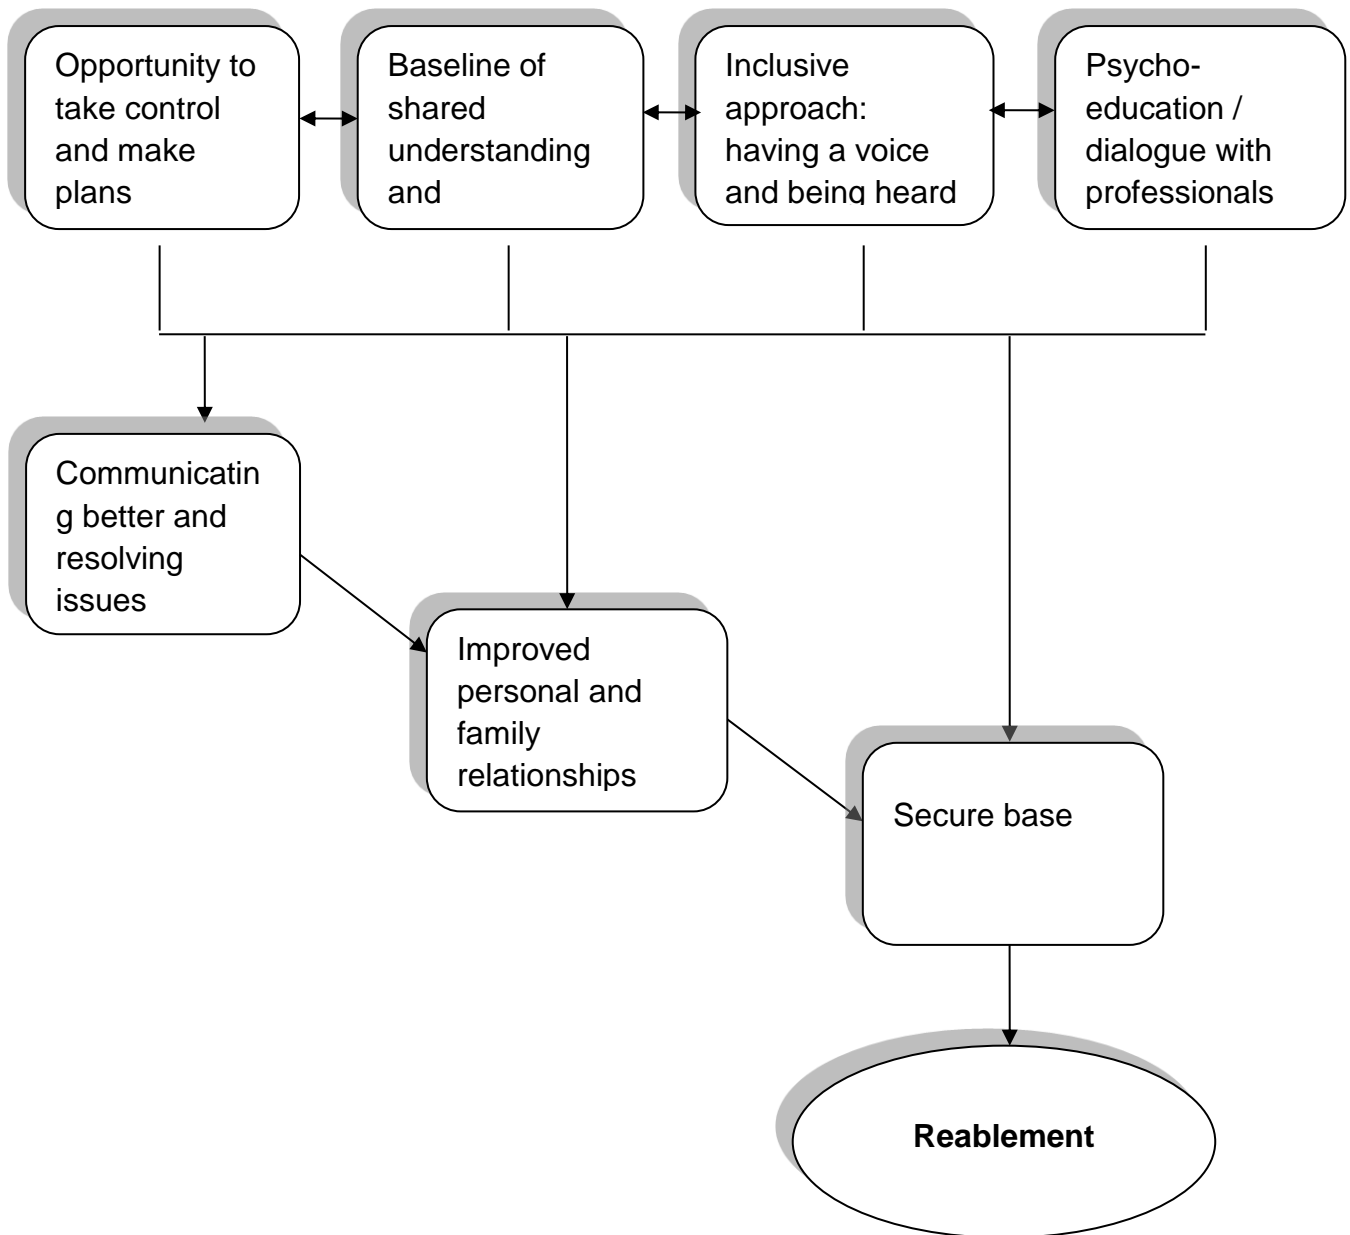 Opportunity to
take control
and make
plans
Baseline of
shared
understanding
and
Inclusive
approach:
having a voice
and being heard
Psycho-
education /
dialogue with
professionals
Communicatin
g better and
resolving
issues
Improved
personal and
family
relationships
Secure base
Reablement